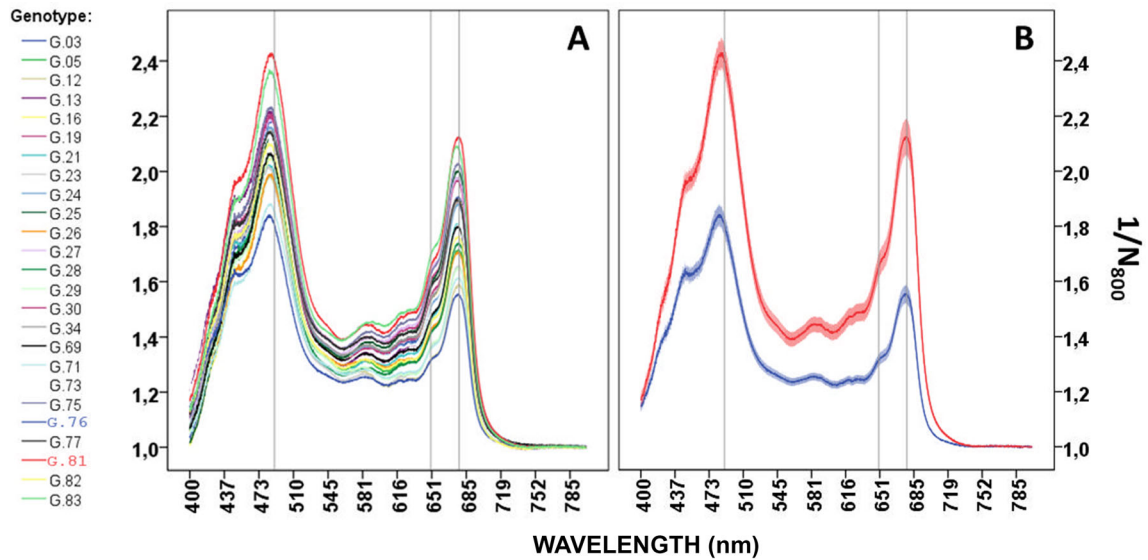 Genotype:
G.03
G.05
G.12
G.13
G.16
G.19
G.21
G.23
G.24
G.25
G.26
G.27
G.28
G.29
G.30
G.34
G.69
G.71
G.73
G.75
G.76
G.77
G.81
G.82
G.83
A
2,4
2,2
2,0
1,8
1,6
1,4
1,2
1,0
400 437 473 510 545 581 616 651 685 719 752 785
B
2,4
2,2
2,0
1,8
1,6
1,4
1,2
1,0
1/N800
400 437 473 510 545 581 616 651 685 719 752 785
WAVELENGTH (nm)